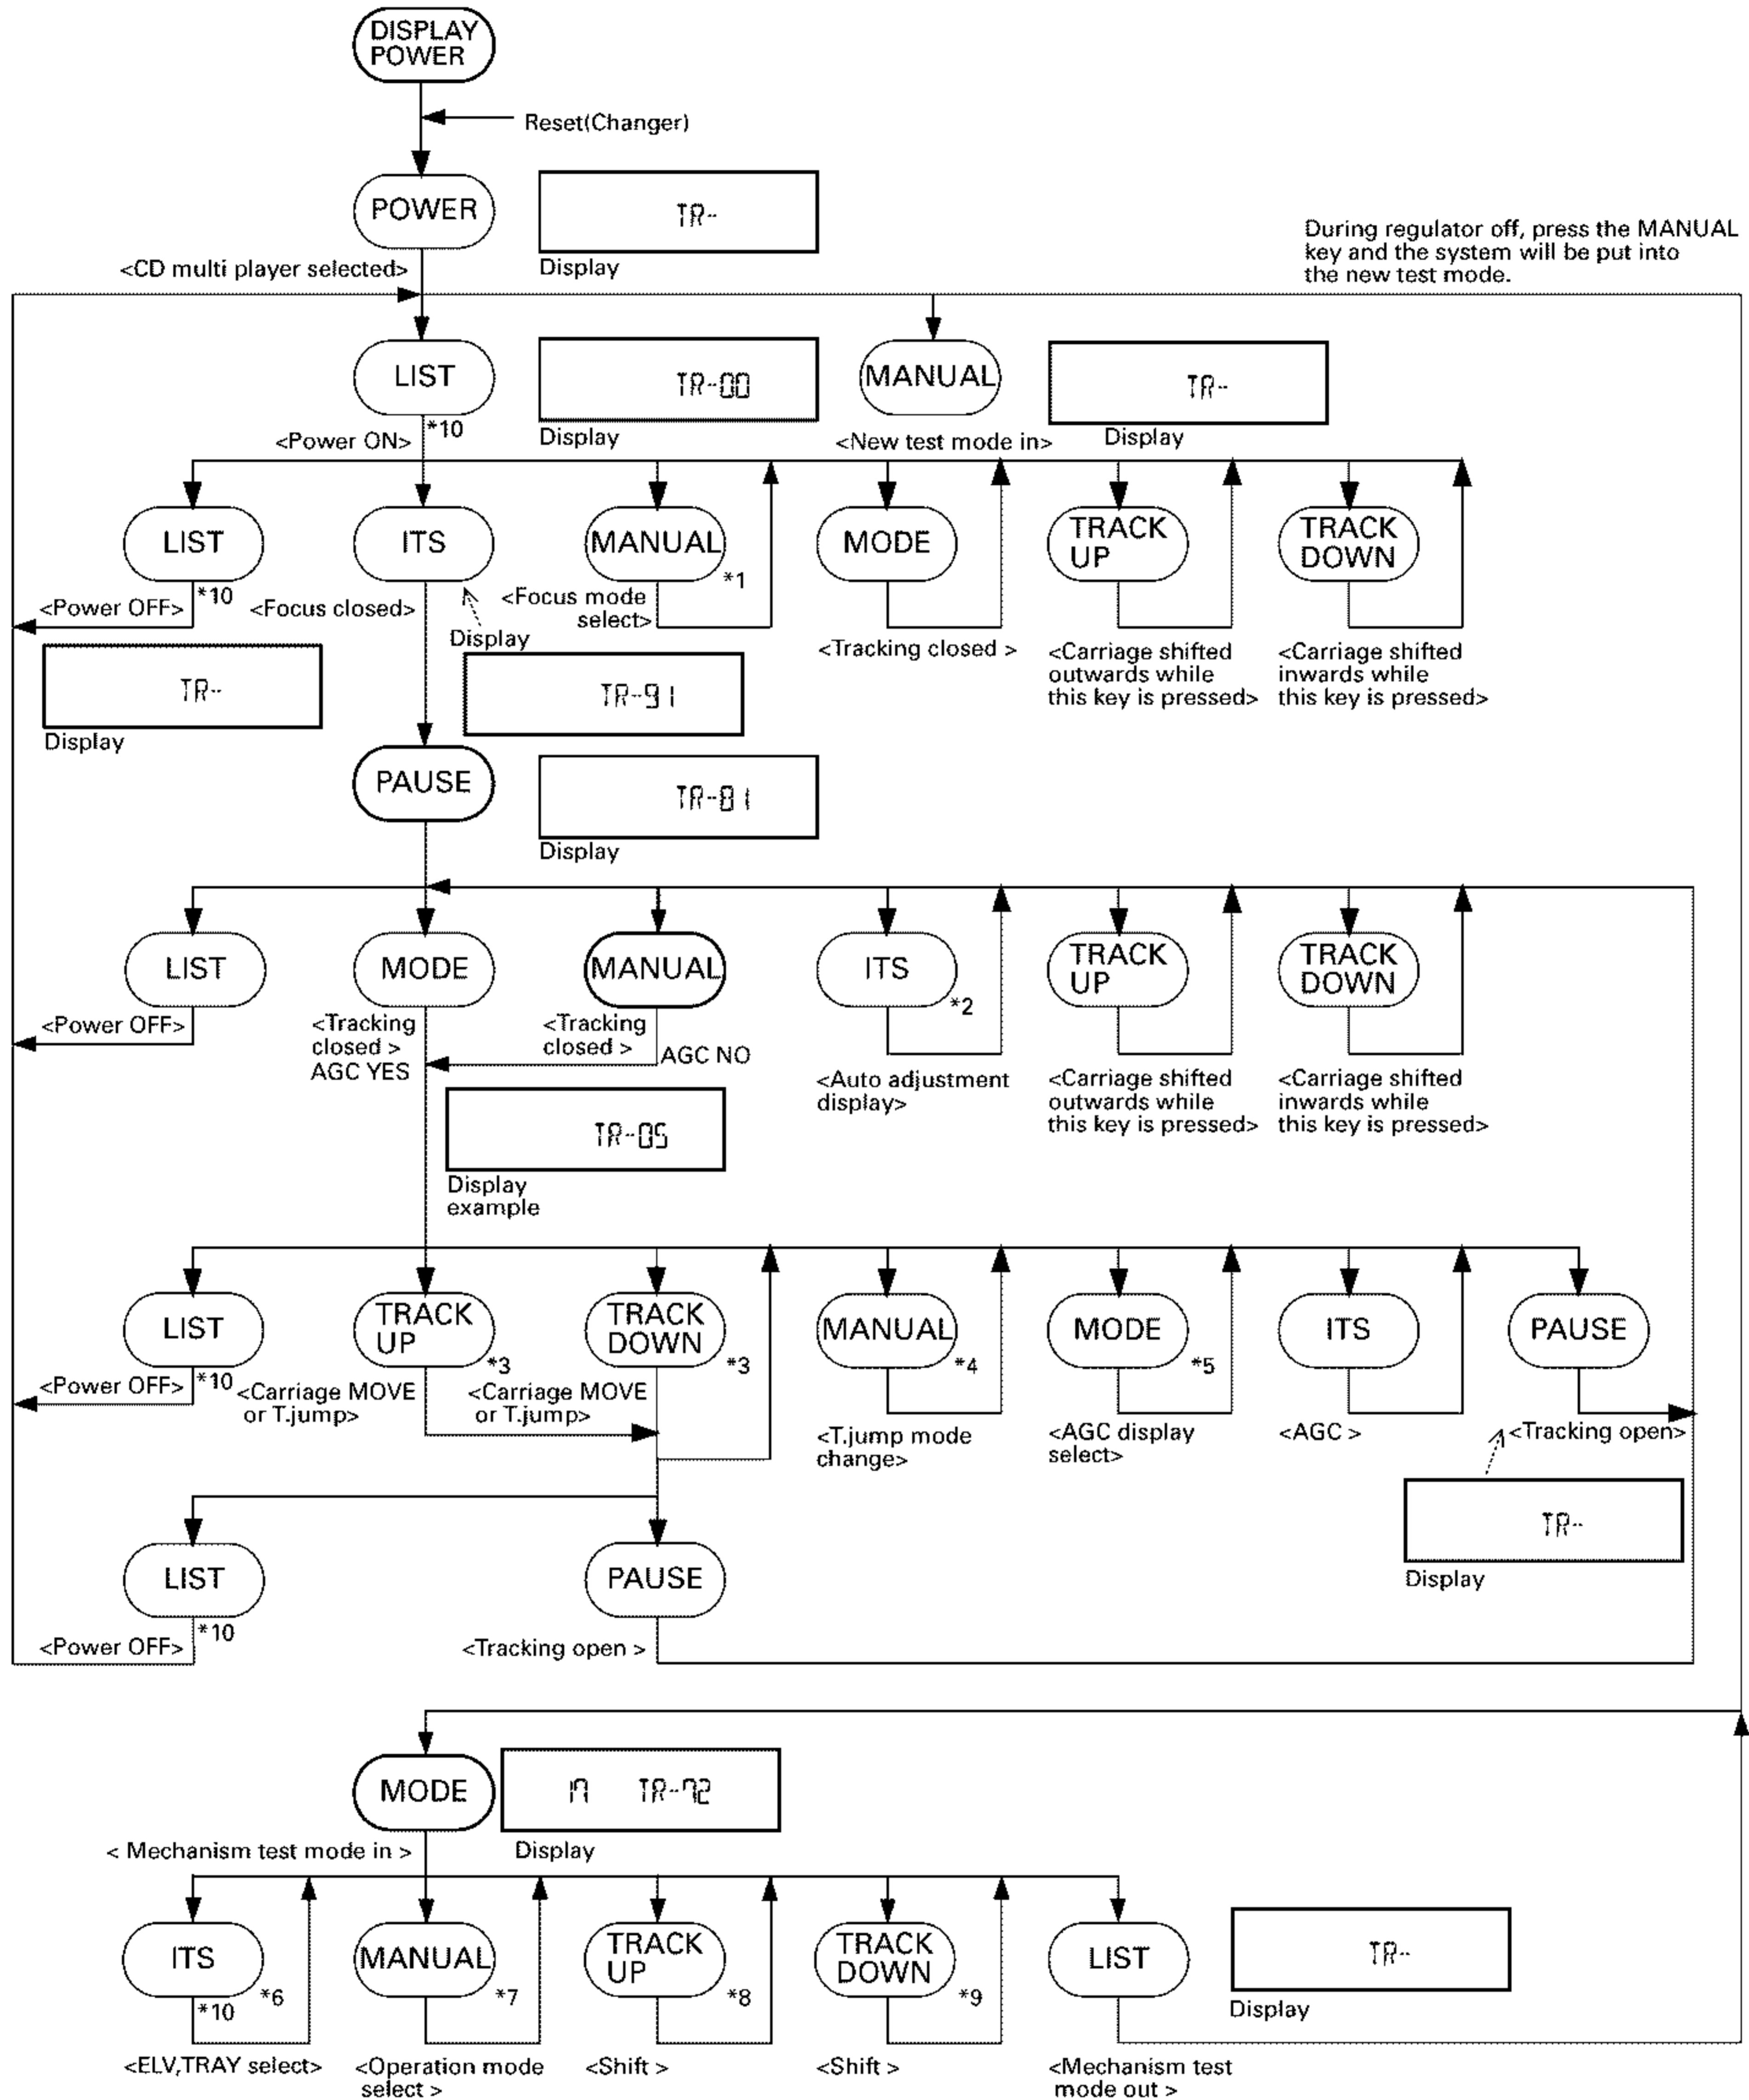 DISPLAY
POWER
Reset(Changer)
POWER
TR-
Display
<CD multi player selected>
During regulator off, press the MANUAL
key and the system will be put into
the new test mode.
LIST
*10
TR-00
Display
<Power ON>
MANUAL
<New test mode in>
TR-
Display
LIST
*10
<Power OFF>
TR-
Display
ITS
<Focus closed>
Display
TR-91
MANUAL
*1
<Focus mode
select>
MODE
<Tracking closed >
TRACK
UP
<Carriage shifted
outwards while
this key is pressed>
TRACK
DOWN
<Carriage shifted
inwards while
this key is pressed>
PAUSE
TR-81
Display
LIST
<Power OFF>
MODE
<Tracking
closed >
AGC YES
MANUAL
<Tracking
closed >
AGC NO
ITS
*2
<Auto adjustment
display>
TRACK
UP
<Carriage shifted
outwards while
this key is pressed>
TRACK
DOWN
<Carriage shifted
inwards while
this key is pressed>
TR-05
Display
example
LIST
*10
<Power OFF>
TRACK
UP
*3
<Carriage MOVE
or T.jump>
TRACK
DOWN
*3
<Carriage MOVE
or T.jump>
MANUAL
*4
<T.jump mode
change>
MODE
*5
<AGC display
select>
ITS
<AGC >
PAUSE
<Tracking open>
TR-
Display
LIST
*10
<Power OFF>
PAUSE
<Tracking open >
MODE
TR-72
Display
< Mechanism test mode in >
ITS
*10
*6
<ELV,TRAY select>
MANUAL
*7
<Operation mode
select >
TRACK
UP
*8
<Shift >
TRACK
DOWN
*9
<Shift >
LIST
<Mechanism test
mode out >
TR-
Display